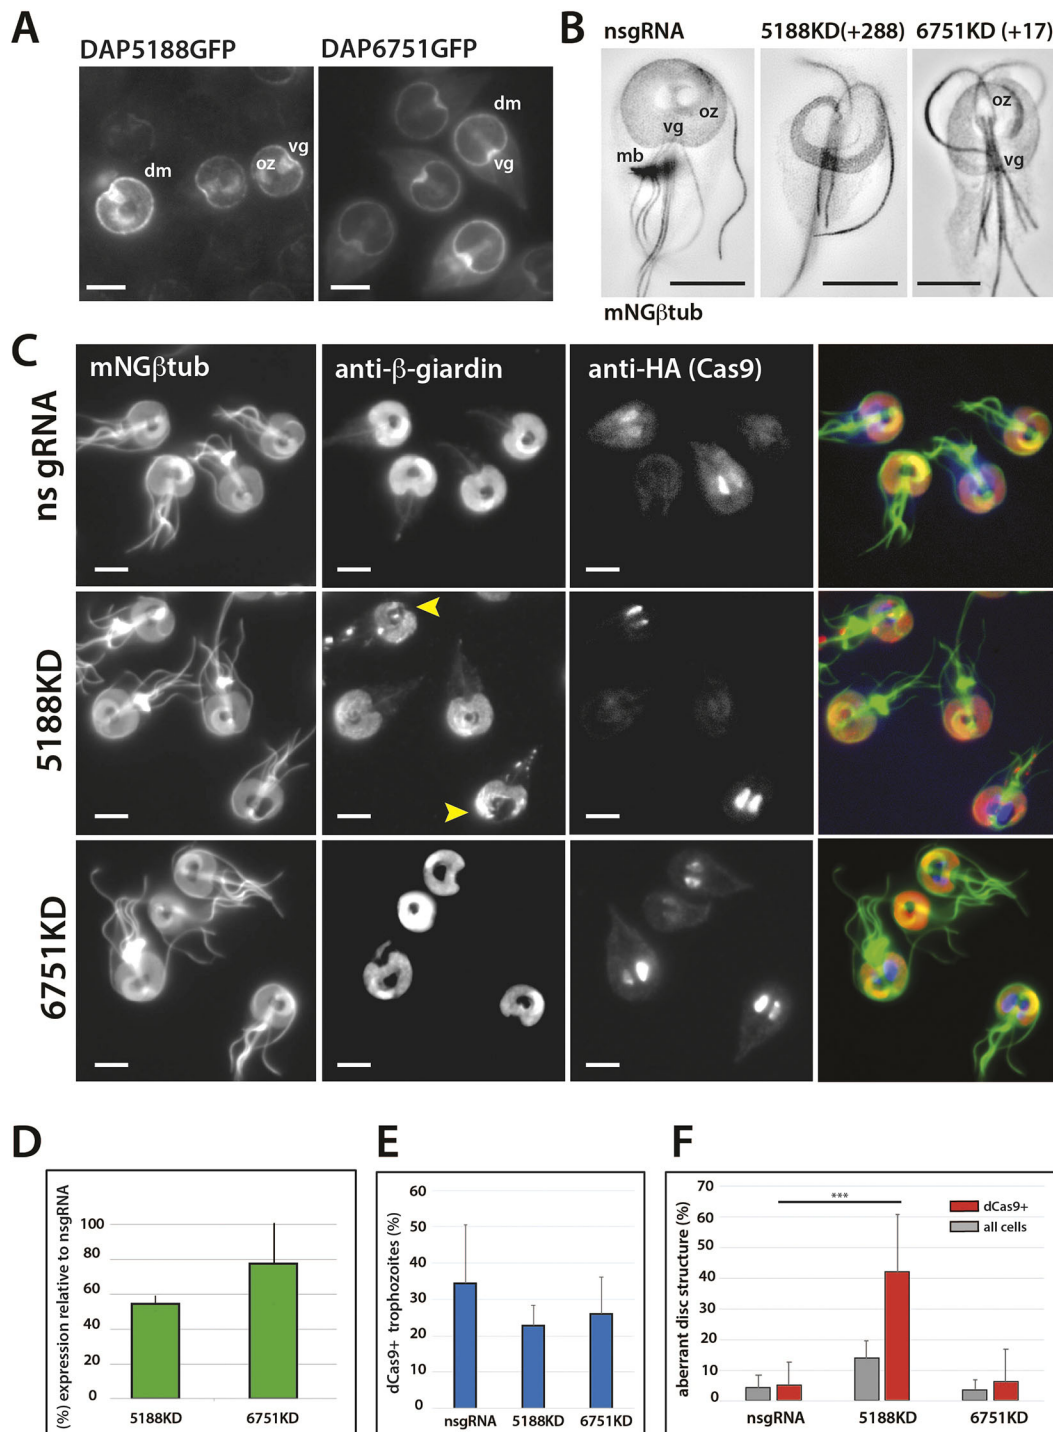 A
DAP5188GFP
DAP6751GFP
dm
oz
vg
dm
vg
B
nsgRNA
5188KD(+288)
6751KD (+17)
oz
vg
mb
oz
vg
mNGβtub
C
mNGβtub
anti-β-giardin
anti-HA (Cas9)
ns gRNA
5188KD
6751KD
D
(%) expression relative to nsgRNA
100
80
60
40
20
0
5188KD
6751KD
E
dCas9+ trophozoites (%)
60
50
40
30
20
10
0
nsgRNA
5188KD
6751KD
F
aberrant disc structure (%)
70
60
50
40
30
20
10
0
***
dCas9+
all cells
nsgRNA
5188KD
6751KD